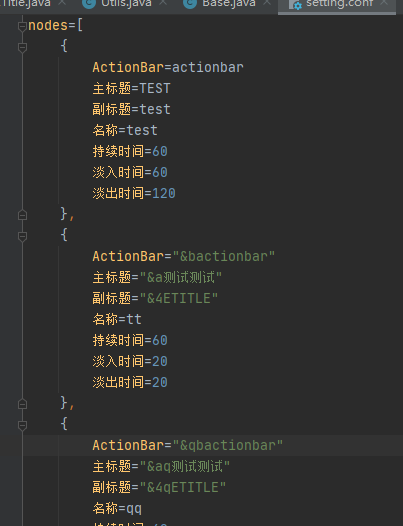 Title.java Utils.java Base.java setting.conf
nodes=[
{
ActionBar=actionbar
主标题=TEST
副标题=test
名称=test
持续时间=60
淡入时间=60
淡出时间=120
},
{
ActionBar="&bactionbar"
主标题="&a测试测试"
副标题="&4ETITLE"
名称=tt
持续时间=60
淡入时间=20
淡出时间=20
},
{
ActionBar="&qbactionbar"
主标题="&aq测试测试"
副标题="&4qETITLE"
名称=qq